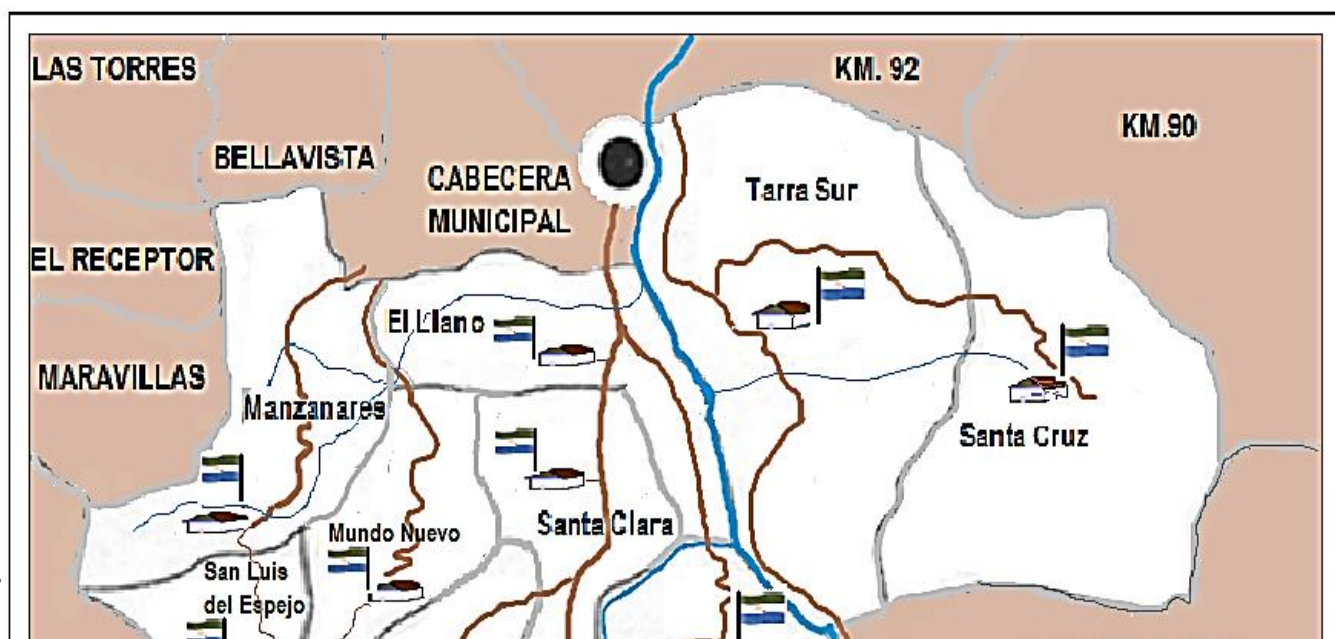 LAS TORRES
KM. 92
KM.90
BELLAVISTA
CABECERA
MUNICIPAL
Tarra Sur
EL RECEPTOR
El Llano
MARAVILLAS
Manzanares
Santa Cruz
Santa Clara
Mundo Nuevo
San Luis
del Espejo